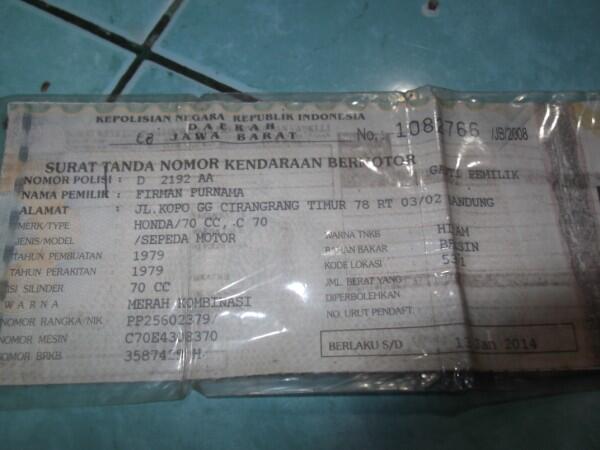 KEPOLISIAN NEGARA REPUBLIK INDONESIA
DAERAH
JAWA BARAT
No. 1082766 /JB/2008
SURAT TANDA NOMOR KENDARAAN BERMOTOR
NOMOR POLISI : D 2192 AA GANTI PEMILIK
NAMA PEMILIK : FIRMAN PURNAMA
ALAMAT : JL.KOPO GG CIRANGRANG TIMUR 78 RT 03/02 BANDUNG
MERK/TYPE HONDA/70 CC, C 70
JENIS/MODEL /SEPEDA MOTOR
TAHUN PEMBUATAN 1979
TAHUN PERAKITAN 1979
ISI SILINDER 70 CC
WARNA MERAH KOMBINASI
NOMOR RANGKA/NIK PP25602379/
NOMOR MESIN
NOMOR BPKB
WARNA TNKB HITAM
BAHAN BAKAR BENSIN
KODE LOKASI
JML. BERAT YANG
DIPERBOLEHKAN
NO. URUT PENDAFT.
BERLAKU S/D Jan 2014